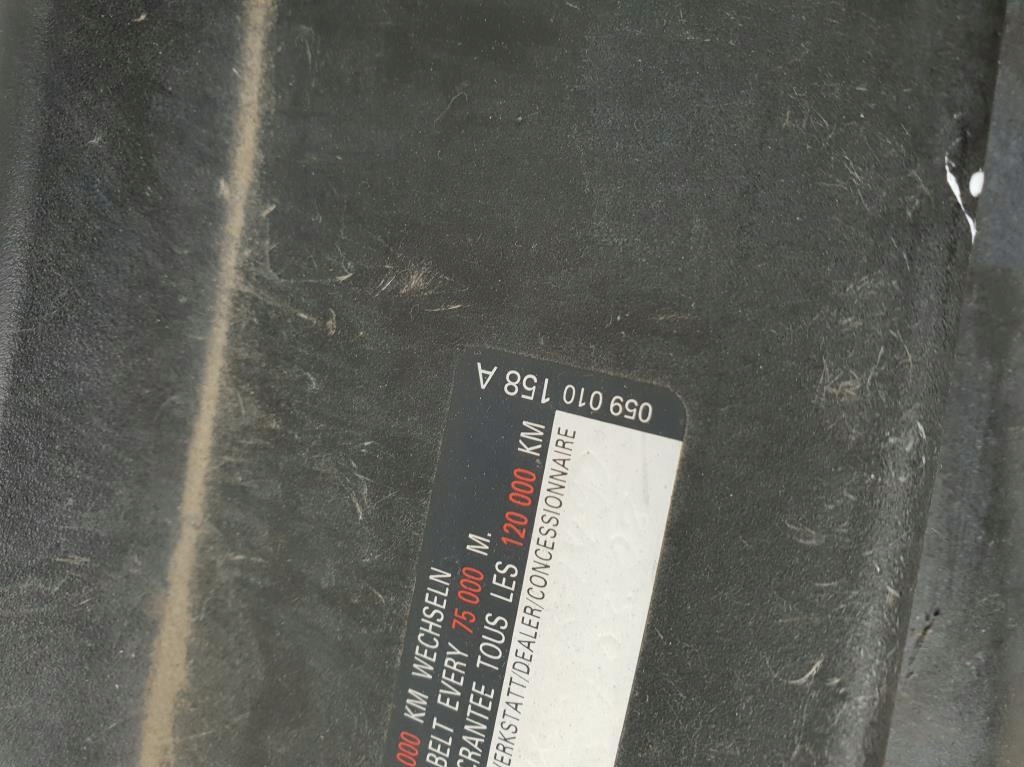 059 010 158 A
000 KM WECHSELN
BELT EVERY 75 000 M.
CRANTEE TOUS LES 120 000 KM
WERKSTATT/DEALER/CONCESSIONNAIRE